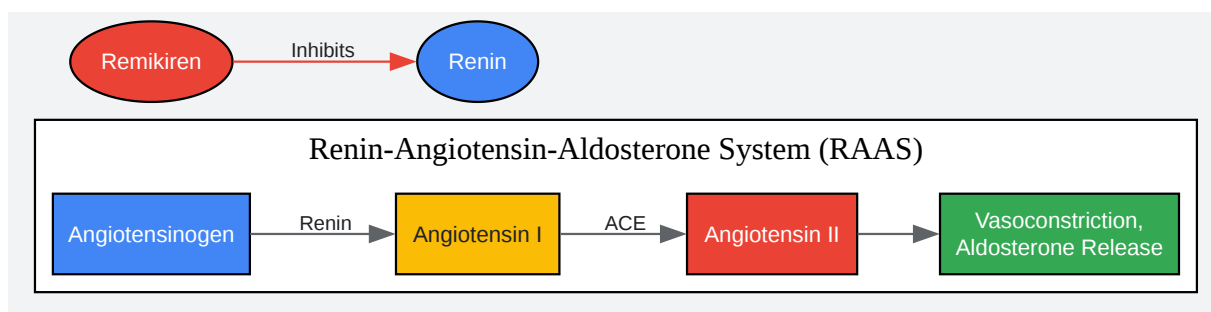 Remikiren
Inhibits
Renin
Renin-Angiotensin-Aldosterone System (RAAS)
Angiotensinogen
Renin
Angiotensin I
ACE
Angiotensin II
Vasoconstriction,
Aldosterone Release